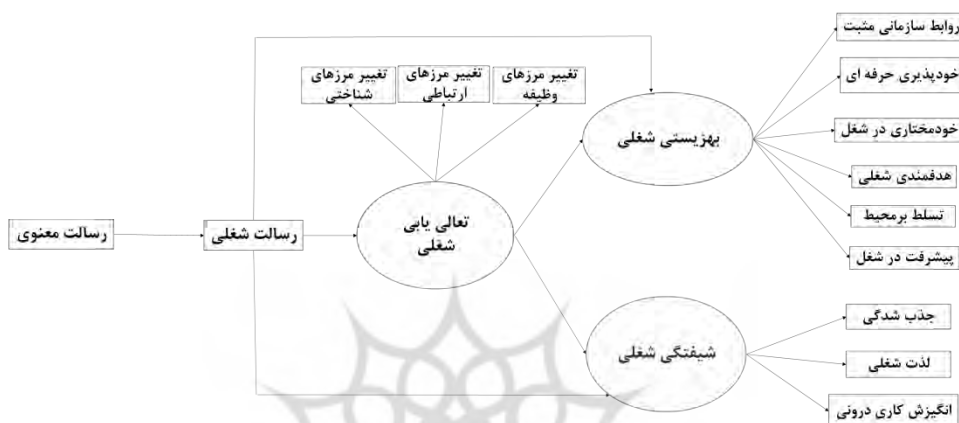 روابط سازمانی مثبت
خودپذیری حرفه ای
خودمختاری در شغل
هدفمندی شغلی
تسلط برمحیط
پیشرفت در شغل
بهزیستی شغلی
تغییر مرزهای
وظیفه
تغییر مرزهای
ارتباطی
تغییر مرزهای
شناختی
تعالی یابی
شغلی
رسالت شغلی
رسالت معنوی
شیفتگی شغلی
جذب شدگی
لذت شغلی
انگیزش کاری درونی